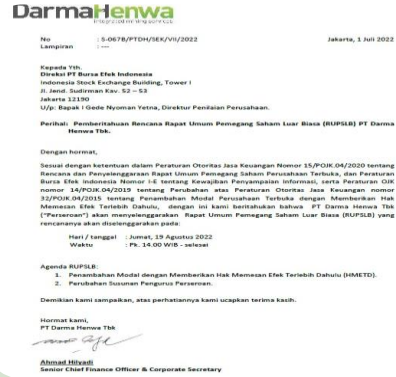 DarmaHenwa
integrated mining services
No : S-067B/PTDH/SEK/VII/2022 Jakarta, 1 Juli 2022
Lampiran : ---
Kepada Yth.
Direksi PT Bursa Efek Indonesia
Indonesia Stock Exchange Building, Tower I
Jl. Jend. Sudirman Kav. 52 – 53
Jakarta 12190
U/p: Bapak I Gede Nyoman Yetna, Direktur Penilaian Perusahaan.
Perihal: Pemberitahuan Rencana Rapat Umum Pemegang Saham Luar Biasa (RUPSLB) PT Darma
Henwa Tbk.
Dengan hormat,
Sesuai dengan ketentuan dalam Peraturan Otoritas Jasa Keuangan Nomor 15/POJK.04/2020 tentang
Rencana dan Penyelenggaraan Rapat Umum Pemegang Saham Perusahaan Terbuka, dan Peraturan
Bursa Efek Indonesia Nomor I-E tentang Kewajiban Penyampaian Informasi, serta Peraturan OJK
nomor 14/POJK.04/2019 tentang Perubahan atas Peraturan Otoritas Jasa Keuangan nomor
32/POJK.04/2015 tentang Penambahan Modal Perusahaan Terbuka dengan Memberikan Hak
Memesan Efek Terlebih Dahulu, dengan ini kami beritahukan bahwa PT Darma Henwa Tbk
("Perseroan") akan menyelenggarakan Rapat Umum Pemegang Saham Luar Biasa (RUPSLB) yang
rencananya akan diselenggarakan pada:
Hari / tanggal : Jumat, 19 Agustus 2022
Waktu : Pk. 14.00 WIB - selesai
Agenda RUPSLB:
1. Penambahan Modal dengan Memberikan Hak Memesan Efek Terlebih Dahulu (HMETD).
2. Perubahan Susunan Pengurus Perseroan.
Demikian kami sampaikan, atas perhatiannya kami ucapkan terima kasih.
Hormat kami,
PT Darma Henwa Tbk
Ahmad Hilyadi
Senior Chief Finance Officer & Corporate Secretary